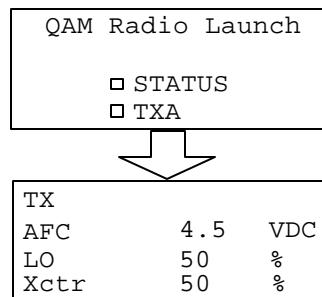 QAM Radio Launch
STATUS
TXA
TX
AFC 4.5 VDC
LO 50 %
Xctr 50 %